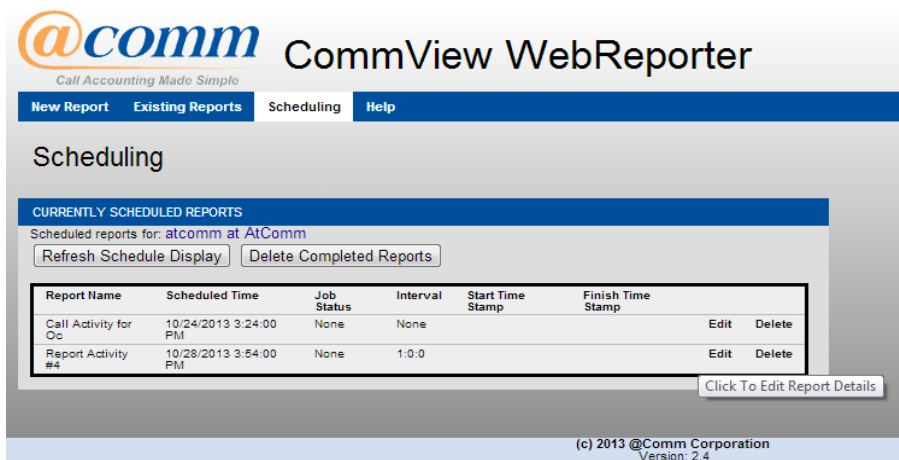 @comm
Call Accounting Made Simple
CommView WebReporter
New Report Existing Reports Scheduling Help
Scheduling
CURRENTLY SCHEDULED REPORTS
Scheduled reports for: atcomm at AtComm
Refresh Schedule Display Delete Completed Reports
Report Name Scheduled Time Job Status Interval Start Time Stamp Finish Time Stamp
Call Activity for Oc 10/24/2013 3:24:00 PM None None Edit Delete
Report Activity #4 10/28/2013 3:54:00 PM None 1:0:0 Edit Delete
Click To Edit Report Details
(c) 2013 @Comm Corporation
Version: 2.4